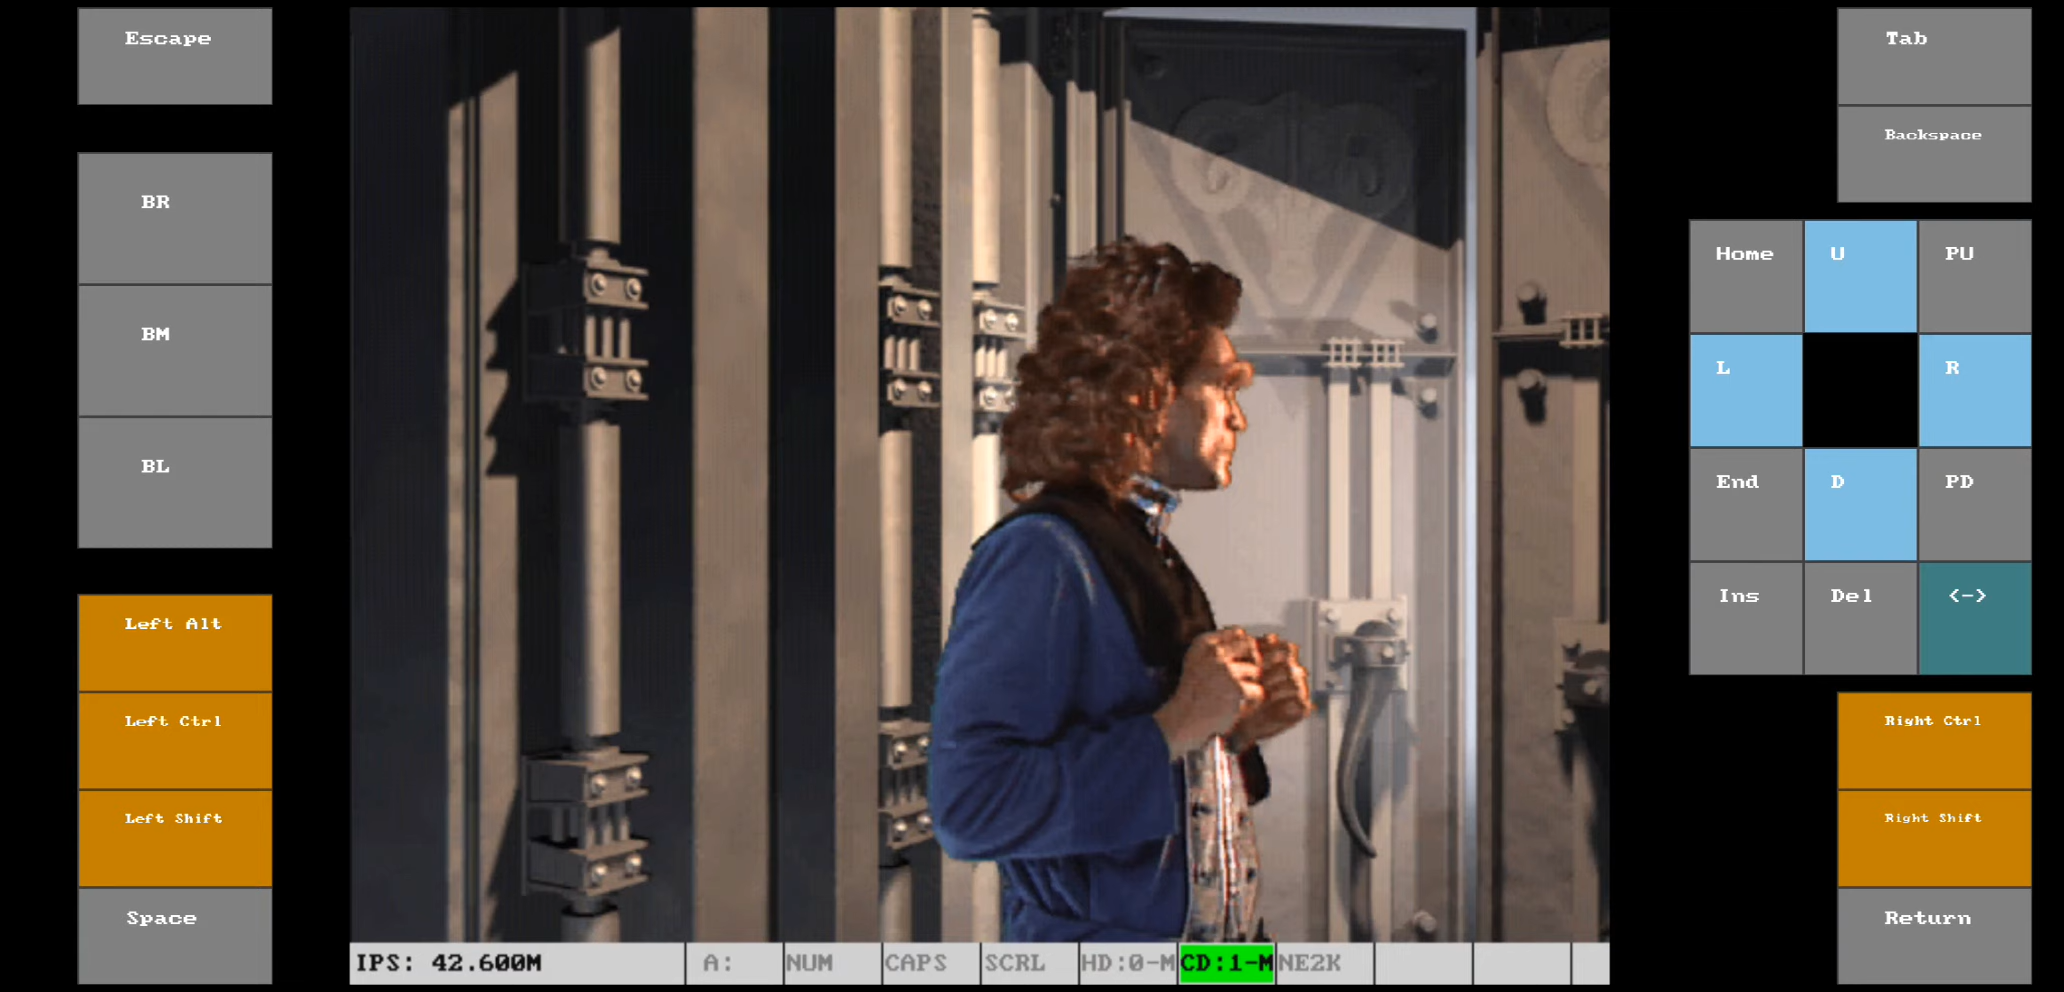 Escape
BR
BM
BL
Left Alt
Left Ctrl
Left Shift
Space
Tab
Backspace
Home U PU
L R
End D PD
Ins Del <->
Right Ctrl
Right Shift
Return
IPS: 42.600M A: NUM CAPS SCRL HD:0-M CD:1-M NE2K